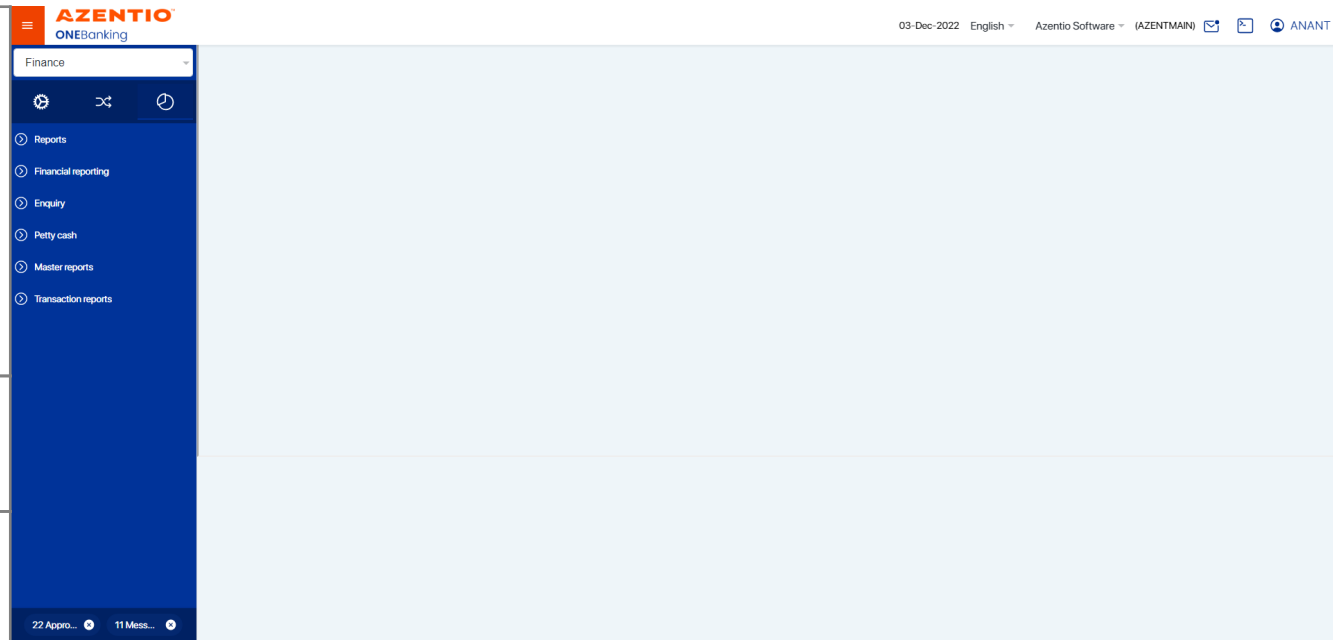 AZENTIO™
ONEBanking
03-Dec-2022 English Azentio Software (AZENTMAIN) ANANT
Finance
Reports
Financial reporting
Enquiry
Petty cash
Master reports
Transaction reports
22 Appro... 11 Mess...